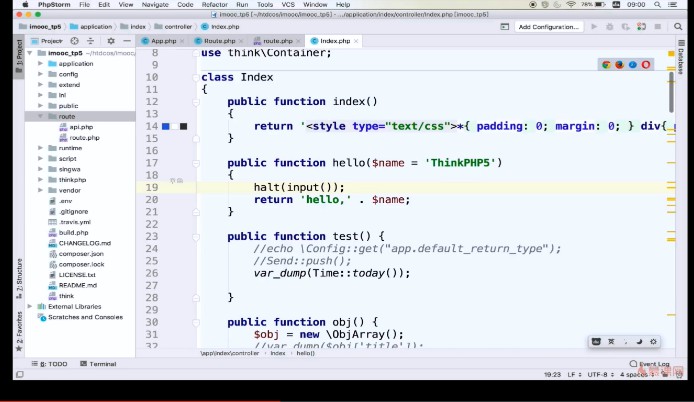 PhpStorm File Edit View Navigate Code Refactor Run Tools VCS Window Help 78% 09:00
imooc_tp5 [~/htdocs/imooc/imooc_tp5] - .../application/index/controller/Index.php [imooc_tp5]
imooc_tp5 application index controller Index.php Add Configuration...
Project App.php Route.php route.php Index.php
1: Project
Database
2: Structure
2: Favorites
imooc_tp5 ~/htdocs/imooc/imooc_
application
config
extend
public
route
api.php
route.php
runtime
script
singwa
thinkphp
vendor
.env
.gitignore
.travis.yml
build.php
CHANGELOG.md
composer.json
composer.lock
LICENSE.txt
README.md
think
External Libraries
Scratches and Consoles
8 use think\Container;
9
10 class Index
11 {
12 public function index()
13 {
14 return '<style type="text/css">*{ padding: 0; margin: 0; } div{
15 }
16
17 public function hello($name = 'ThinkPHP5')
18 {
19 halt(input());
20 return 'hello,' . $name;
21 }
22
23 public function test() {
24 //echo \Config::get("app.default_return_type");
25 //Send::push();
26 var_dump(Time::today());
27
28 }
29
30 public function obj() {
31 $obj = new \ObjArray();
32 //var_dump($obj['title']);
\app\index\controller Index hello()
英
6: TODO Terminal Event Log
19:23 LF UTF-8 4 spaces